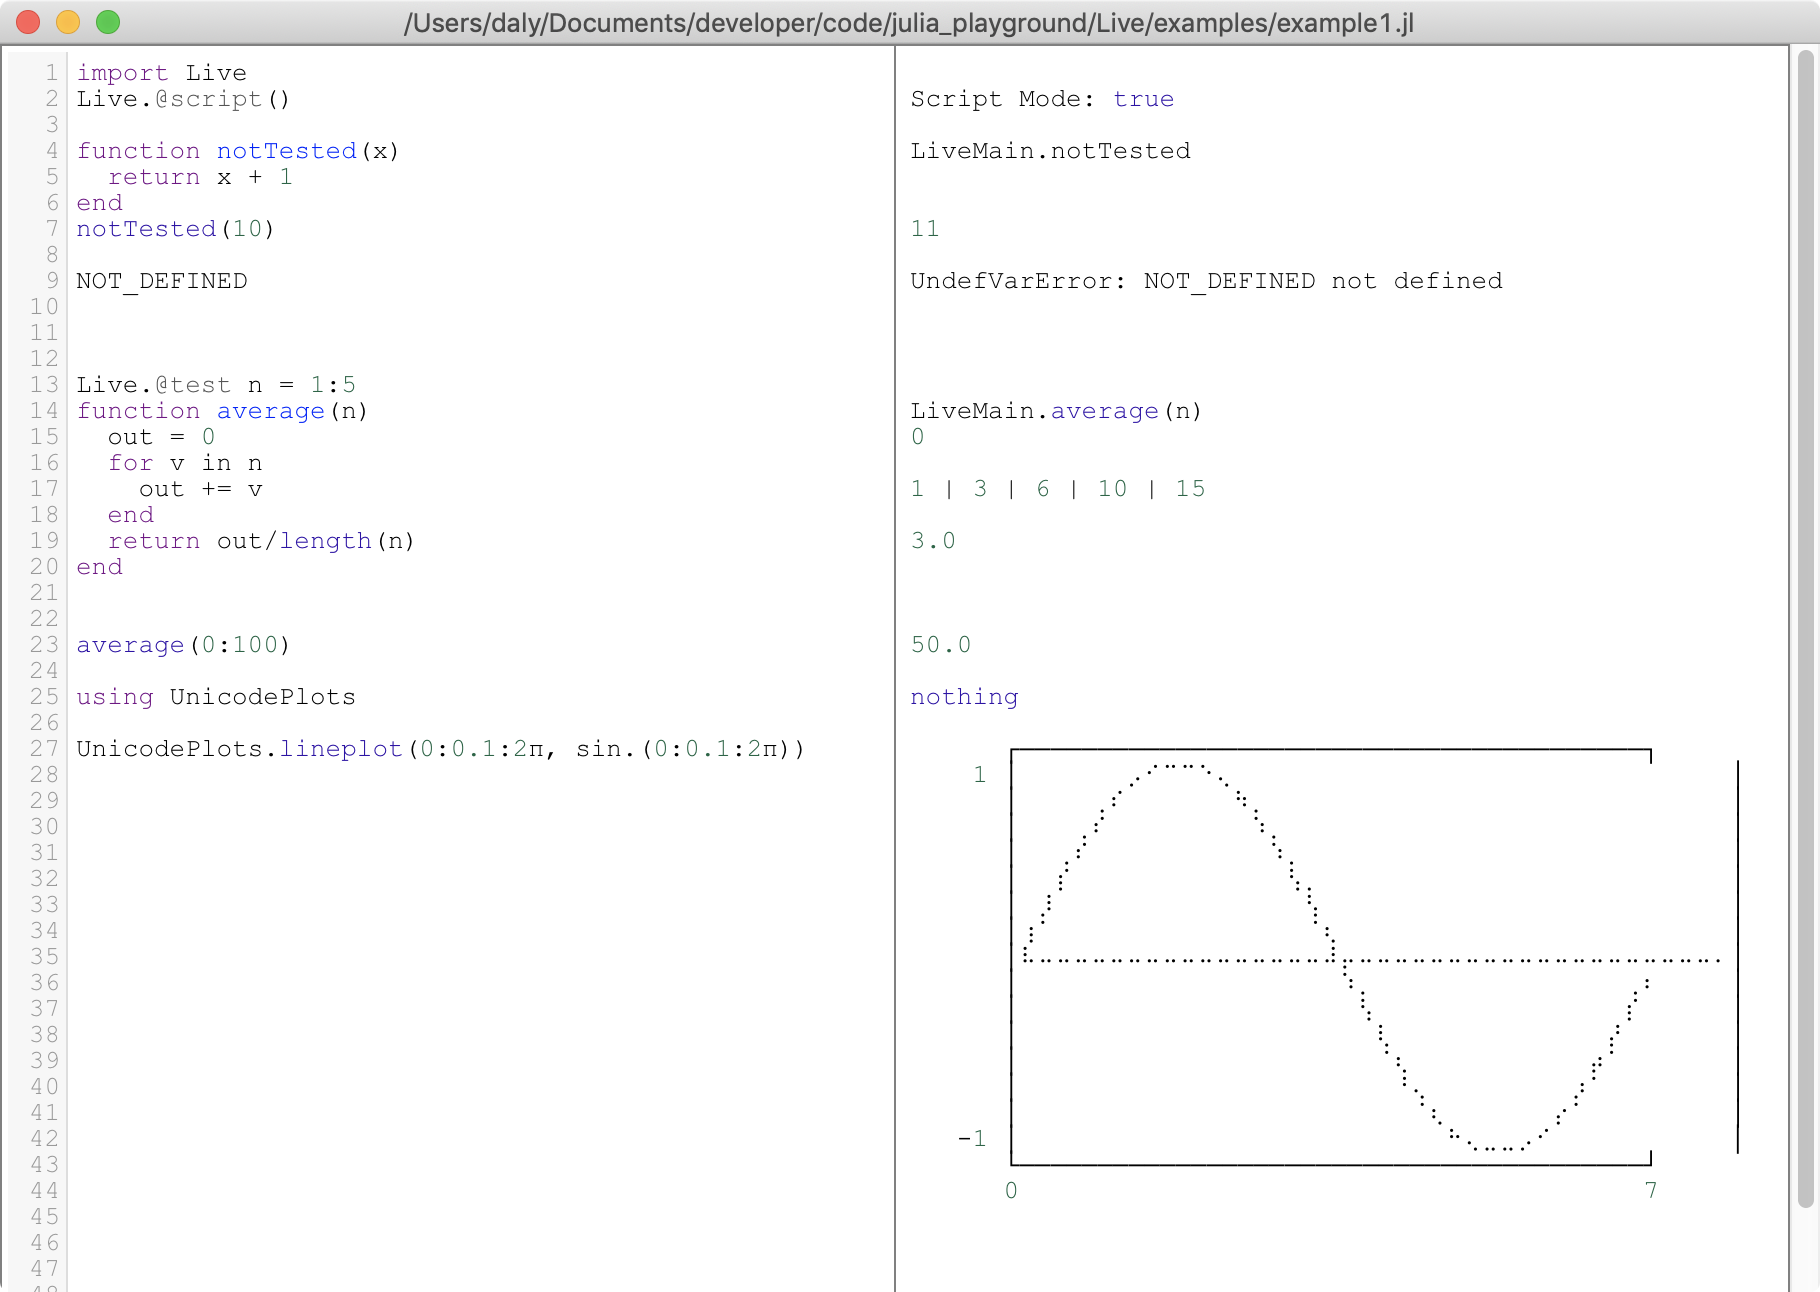 /Users/daly/Documents/developer/code/julia_playground/Live/examples/example1.jl
1 import Live
2 Live.@script()
3
4 function notTested(x)
5   return x + 1
6 end
7 notTested(10)
8
9 NOT_DEFINED
10
11
12
13 Live.@test n = 1:5
14 function average(n)
15   out = 0
16   for v in n
17     out += v
18   end
19   return out/length(n)
20 end
21
22
23 average(0:100)
24
25 using UnicodePlots
26
27 UnicodePlots.lineplot(0:0.1:2π, sin.(0:0.1:2π))
28
29
30
31
32
33
34
35
36
37
38
39
40
41
42
43
44
45
46
47
Script Mode: true
LiveMain.notTested
11
UndefVarError: NOT_DEFINED not defined
LiveMain.average(n)
0
1 | 3 | 6 | 10 | 15
3.0
50.0
nothing
1
-1
0 7